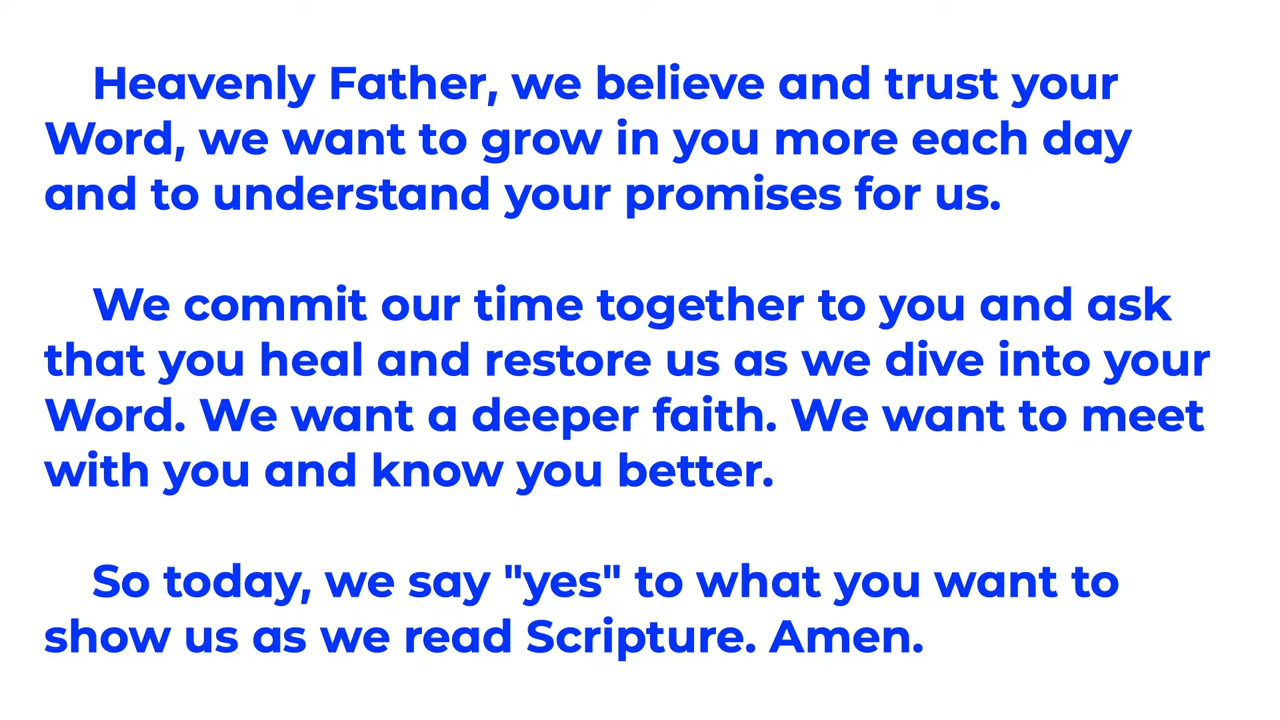 Heavenly Father, we believe and trust your
Word, we want to grow in you more each day
and to understand your promises for us.
We commit our time together to you and ask
that you heal and restore us as we dive into your
Word. We want a deeper faith. We want to meet
with you and know you better.
So today, we say "yes" to what you want to
show us as we read Scripture. Amen.